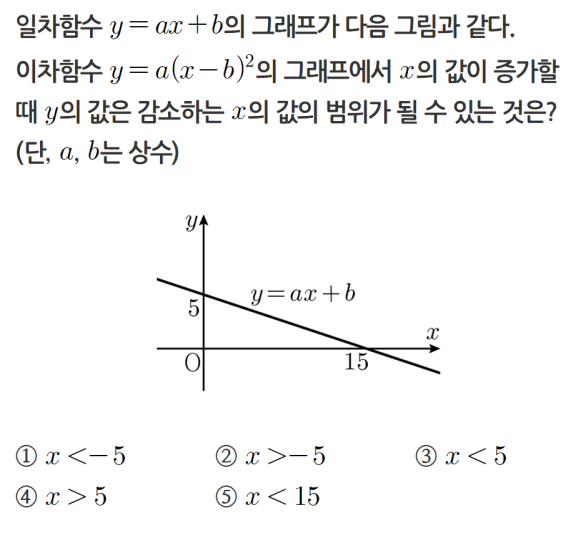 일차함수 y = ax + b의 그래프가 다음 그림과 같다.
이차함수 y = a(x − b)²의 그래프에서 x의 값이 증가할
때 y의 값은 감소하는 x의 값의 범위가 될 수 있는 것은?
(단, a, b는 상수)
y
y = ax + b
5
x
O
15
① x < −5 ② x > −5 ③ x < 5
④ x > 5 ⑤ x < 15